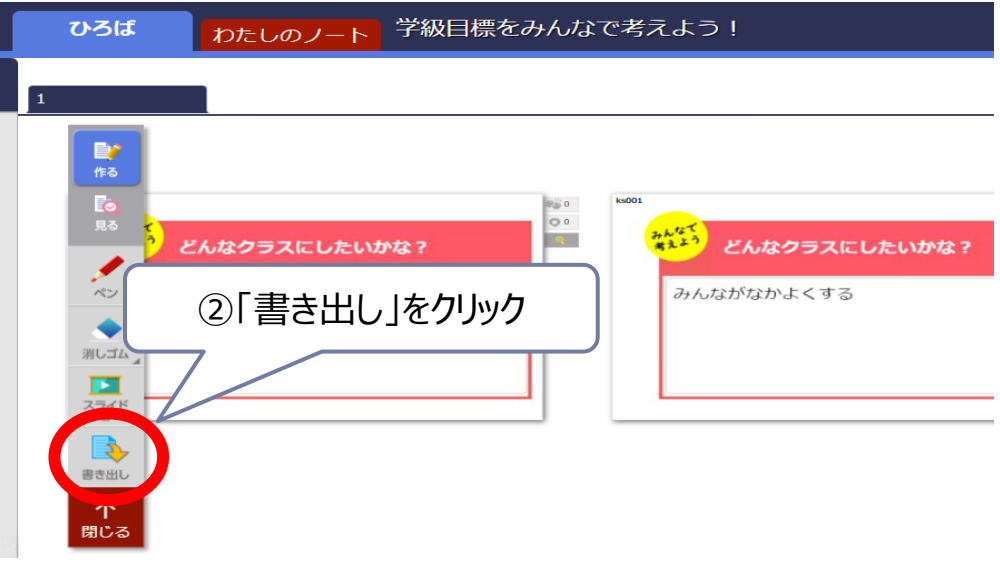 ひろば
わたしのノート
学級目標をみんなで考えよう！
1
作る
見る
ペン
消しゴム
スライド
書き出し
閉じる
どんなクラスにしたいかな？
0
0
②「書き出し」をクリック
ks001
みんなで
考えよう
どんなクラスにしたいかな？
みんながなかよくする